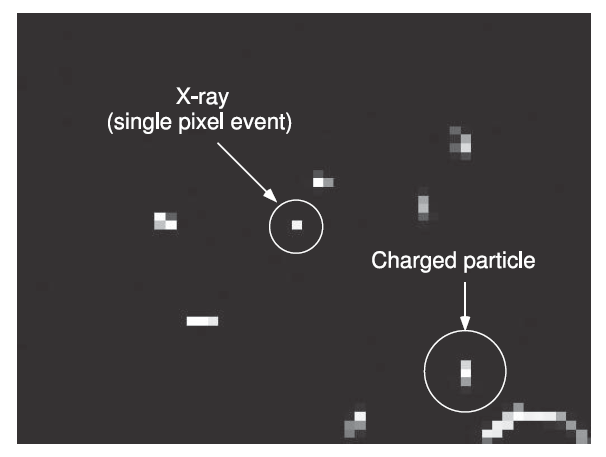 X-ray
(single pixel event)
Charged particle